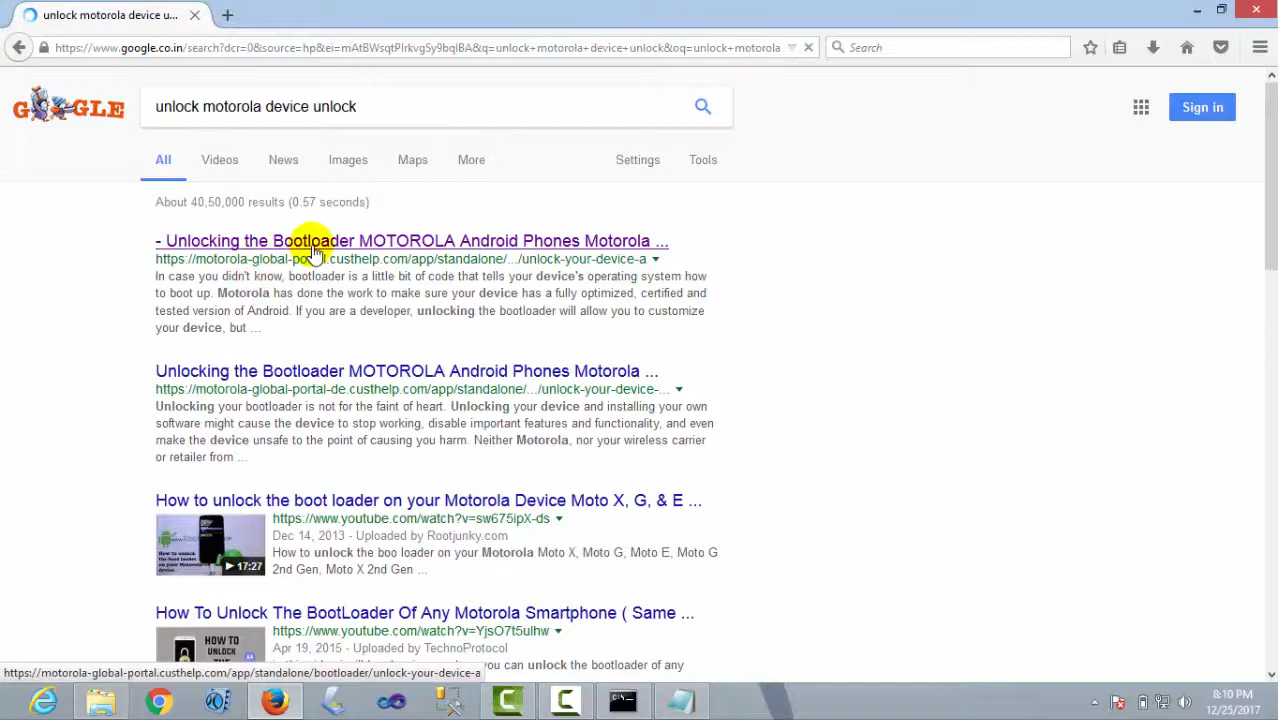 unlock motorola device u...
https://www.google.co.in/search?dcr=0&source=hp&ei=mAtBWsqtPIrkvgSy9bqIBA&q=unlock+motorola+device+unlock&oq=unlock+motorola
Search
GOOGLE
unlock motorola device unlock
Sign in
All Videos News Images Maps More Settings Tools
About 40,50,000 results (0.57 seconds)
- Unlocking the Bootloader MOTOROLA Android Phones Motorola ...
https://motorola-global-portal.custhelp.com/app/standalone/.../unlock-your-device-a
In case you didn't know, bootloader is a little bit of code that tells your device's operating system how
to boot up. Motorola has done the work to make sure your device has a fully optimized, certified and
tested version of Android. If you are a developer, unlocking the bootloader will allow you to customize
your device, but ...
Unlocking the Bootloader MOTOROLA Android Phones Motorola ...
https://motorola-global-portal-de.custhelp.com/app/standalone/.../unlock-your-device-...
Unlocking your bootloader is not for the faint of heart. Unlocking your device and installing your own
software might cause the device to stop working, disable important features and functionality, and even
make the device unsafe to the point of causing you harm. Neither Motorola, nor your wireless carrier
or retailer from ...
How to unlock the boot loader on your Motorola Device Moto X, G, & E ...
https://www.youtube.com/watch?v=sw675ipX-ds
Dec 14, 2013 - Uploaded by Rootjunky.com
How to unlock the boo loader on your Motorola Moto X, Moto G, Moto E, Moto G
2nd Gen, Moto X 2nd Gen ...
17:27
How To Unlock The BootLoader Of Any Motorola Smartphone ( Same ...
https://www.youtube.com/watch?v=YjsO7t5ulhw
Apr 19, 2015 - Uploaded by TechnoProtocol
you can unlock the bootloader of any
HOW TO
UNLOCK
https://motorola-global-portal.custhelp.com/app/standalone/bootloader/unlock-your-device-a
8:10 PM
12/25/2017